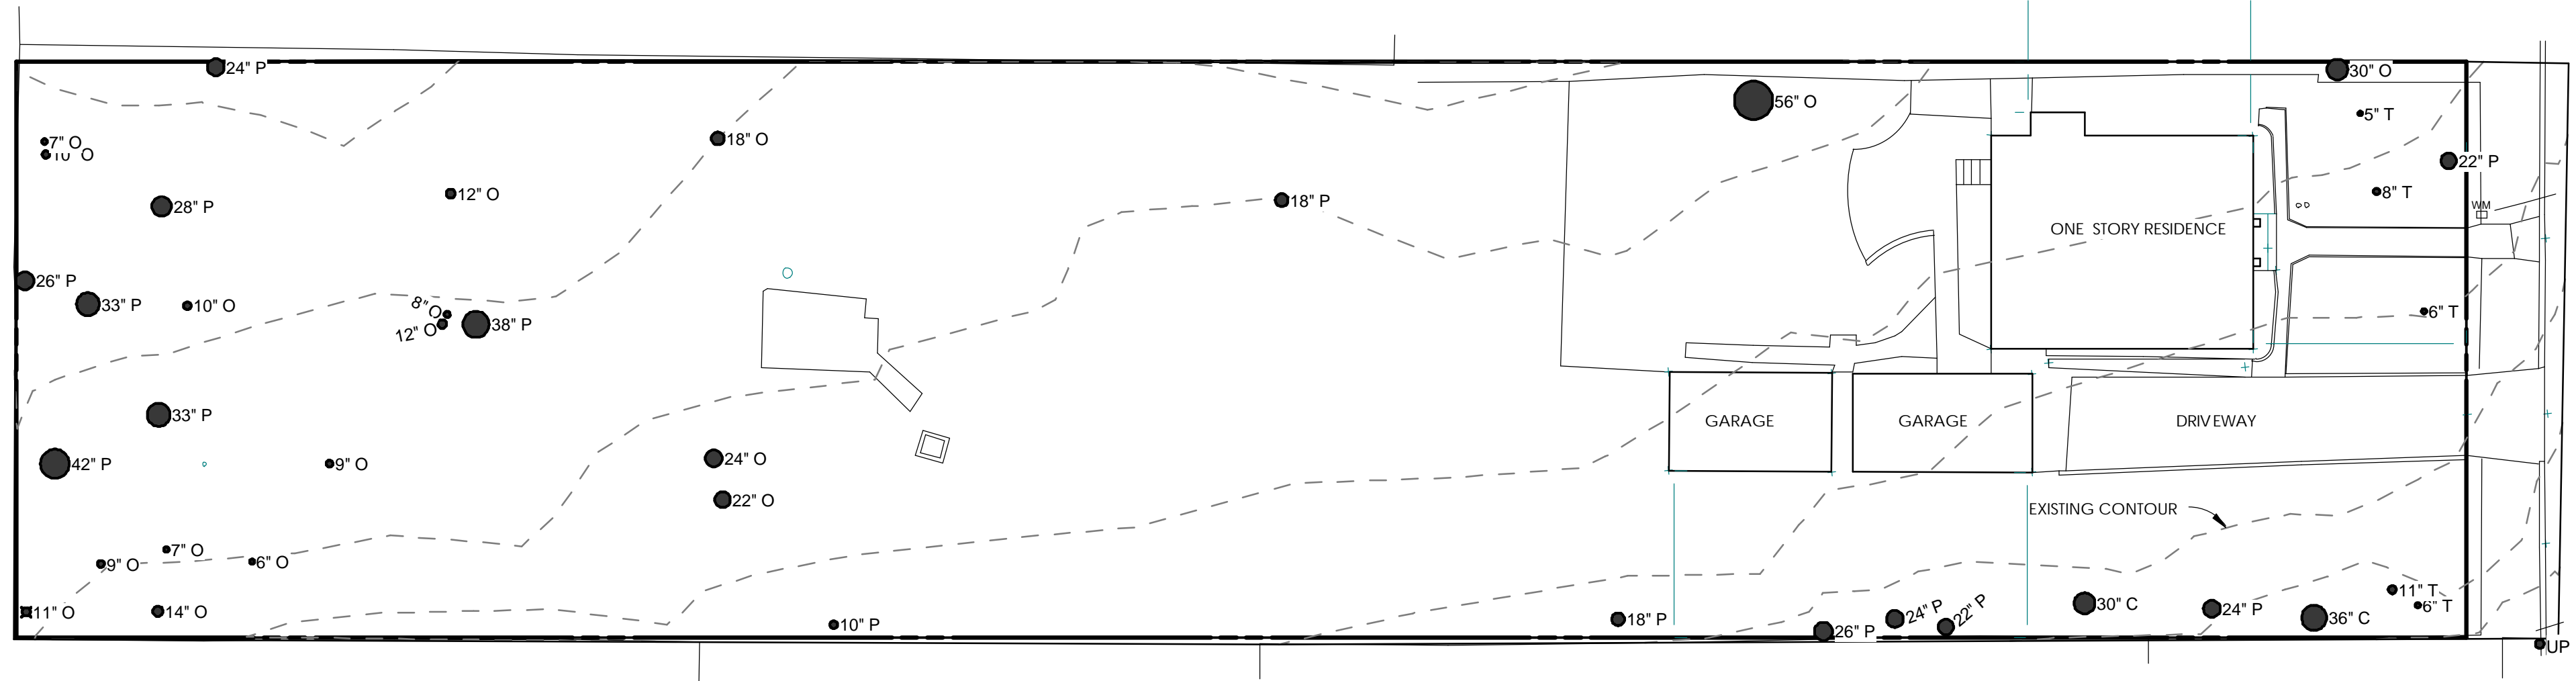 24" P
30" O
56" O
5" T
18" O
7" O
10" O
22" P
12" O
8" T
28" P
18" P
WM
ONE STORY RESIDENCE
26" P
33" P
10" O
8" O
12" O
38" P
6" T
33" P
GARAGE
GARAGE
DRIVEWAY
42" P
9" O
24" O
22" O
EXISTING CONTOUR
7" O
9" O
6" O
11" T
6" T
11" O
14" O
10" P
18" P
26" P
24" P
22" P
30" C
24" P
36" C
UP